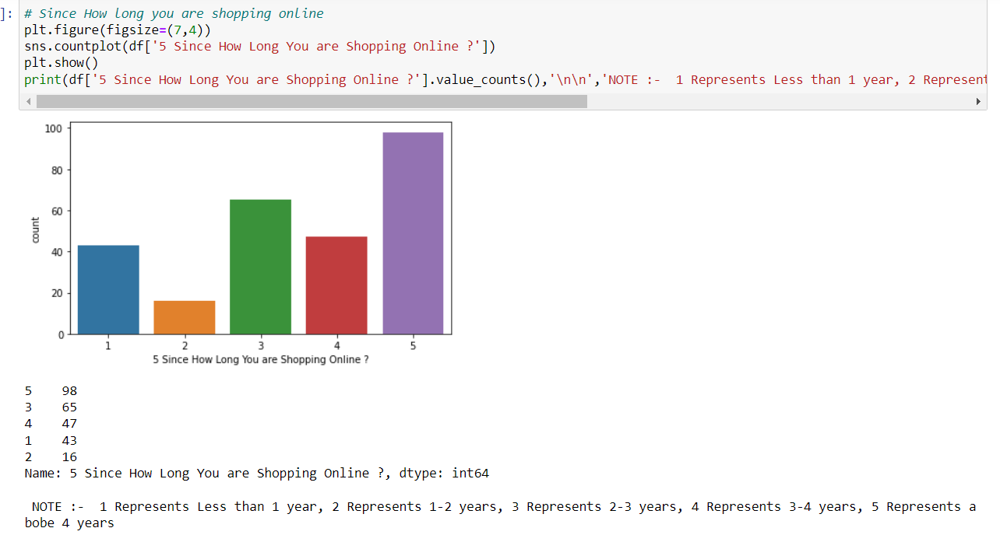 ]:
# Since How long you are shopping online
plt.figure(figsize=(7,4))
sns.countplot(df['5 Since How Long You are Shopping Online ?'])
plt.show()
print(df['5 Since How Long You are Shopping Online ?'].value_counts(),'\n\n','NOTE :-  1 Represents Less than 1 year, 2 Represent
100
80
60
40
20
0
count
1 2 3 4 5
5 Since How Long You are Shopping Online ?
5    98
3    65
4    47
1    43
2    16
Name: 5 Since How Long You are Shopping Online ?, dtype: int64
NOTE :-  1 Represents Less than 1 year, 2 Represents 1-2 years, 3 Represents 2-3 years, 4 Represents 3-4 years, 5 Represents a
bobe 4 years